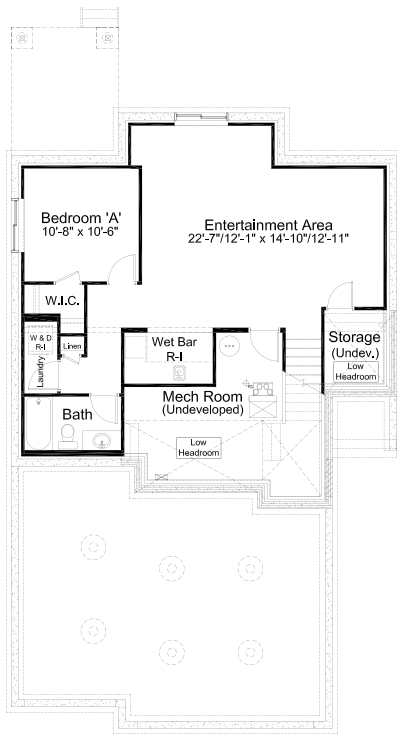 Bedroom 'A'
10'-8" x 10'-6"
Entertainment Area
22'-7"/12'-1" x 14'-10"/12'-11"
W.I.C.
W & D
R-I
Linen
Laundry
Wet Bar
R-I
Storage
(Undev.)
Low
Headroom
Mech Room
(Undeveloped)
Bath
Low
Headroom